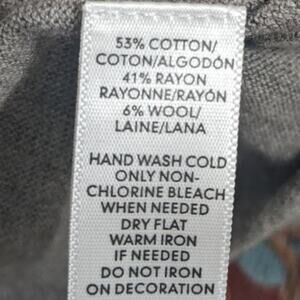 53% COTTON/
COTON/ALGODÓN
41% RAYON
RAYONNE/RAYÓN
6% WOOL/
LAINE/LANA
HAND WASH COLD
ONLY NON-
CHLORINE BLEACH
WHEN NEEDED
DRY FLAT
WARM IRON
IF NEEDED
DO NOT IRON
ON DECORATION